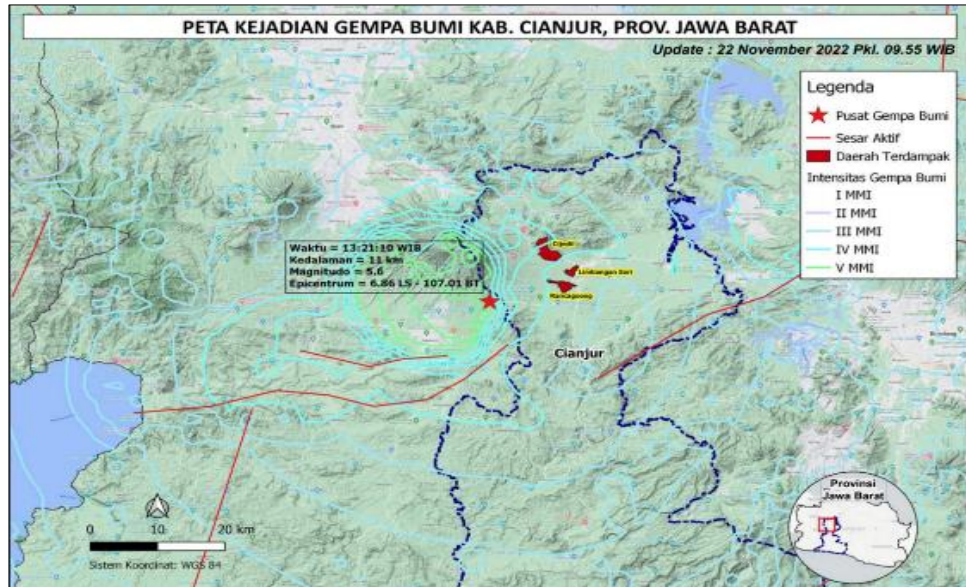 PETA KEJADIAN GEMPA BUMI KAB. CIANJUR, PROV. JAWA BARAT
Update : 22 November 2022 Pkl. 09.55 WIB
Legenda
Pusat Gempa Bumi
Sesar Aktif
Daerah Terdampak
Intensitas Gempa Bumi
I MMI
II MMI
III MMI
IV MMI
V MMI
Waktu = 13:21:10 WIB
Kedalaman = 11 km
Magnitudo = 5.6
Epicentrum = 6.86 LS - 107.01 BT
Limbangan Sari
Rancagoong
Cianjur
0 10 20 km
Sistem Koordinat: WGS 84
Provinsi
Jawa Barat